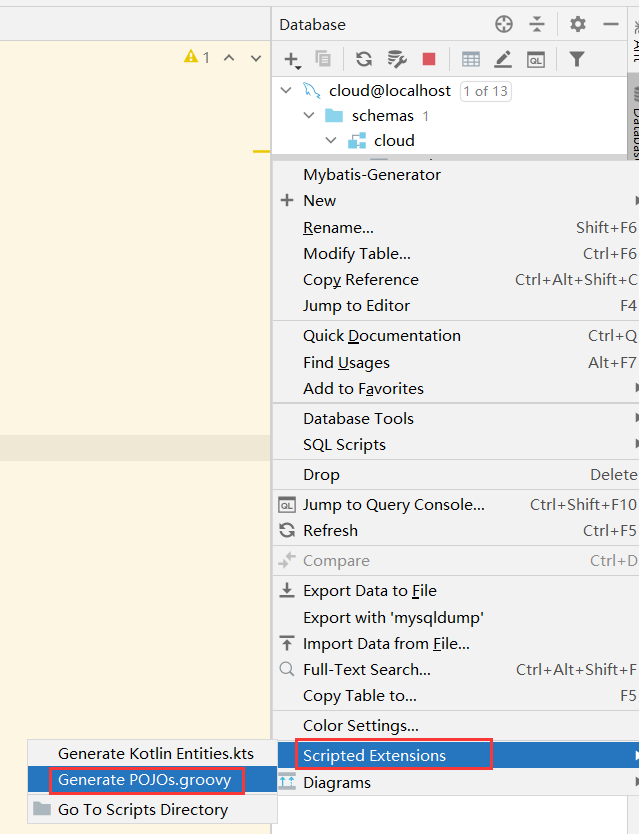 Database
1
cloud@localhost 1 of 13
schemas 1
cloud
Mybatis-Generator
New
Rename... Shift+F6
Modify Table... Ctrl+F6
Copy Reference Ctrl+Alt+Shift+C
Jump to Editor F4
Quick Documentation Ctrl+Q
Find Usages Alt+F7
Add to Favorites
Database Tools
SQL Scripts
Drop Delete
QL Jump to Query Console... Ctrl+Shift+F10
Refresh Ctrl+F5
Compare Ctrl+D
Export Data to File
Export with 'mysqldump'
Import Data from File...
Full-Text Search... Ctrl+Alt+Shift+F
Copy Table to... F5
Color Settings...
Scripted Extensions
Diagrams
Generate Kotlin Entities.kts
Generate POJOs.groovy
Go To Scripts Directory
QL
Database